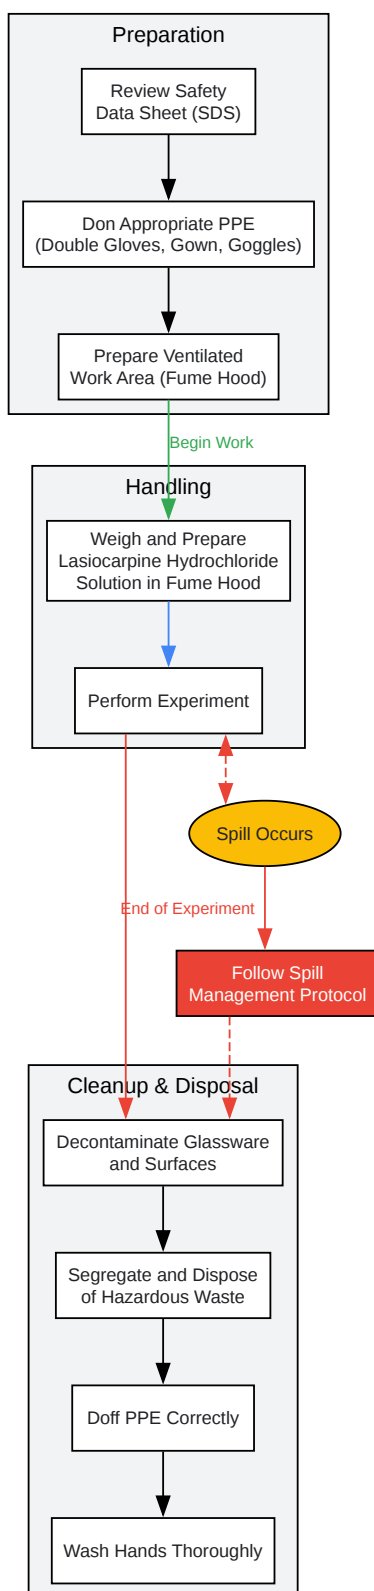 Preparation
Review Safety
Data Sheet (SDS)
Don Appropriate PPE
(Double Gloves, Gown, Goggles)
Prepare Ventilated
Work Area (Fume Hood)
Begin Work
Handling
Weigh and Prepare
Lasiocarpine Hydrochloride
Solution in Fume Hood
Perform Experiment
Spill Occurs
End of Experiment
Follow Spill
Management Protocol
Cleanup & Disposal
Decontaminate Glassware
and Surfaces
Segregate and Dispose
of Hazardous Waste
Doff PPE Correctly
Wash Hands Thoroughly